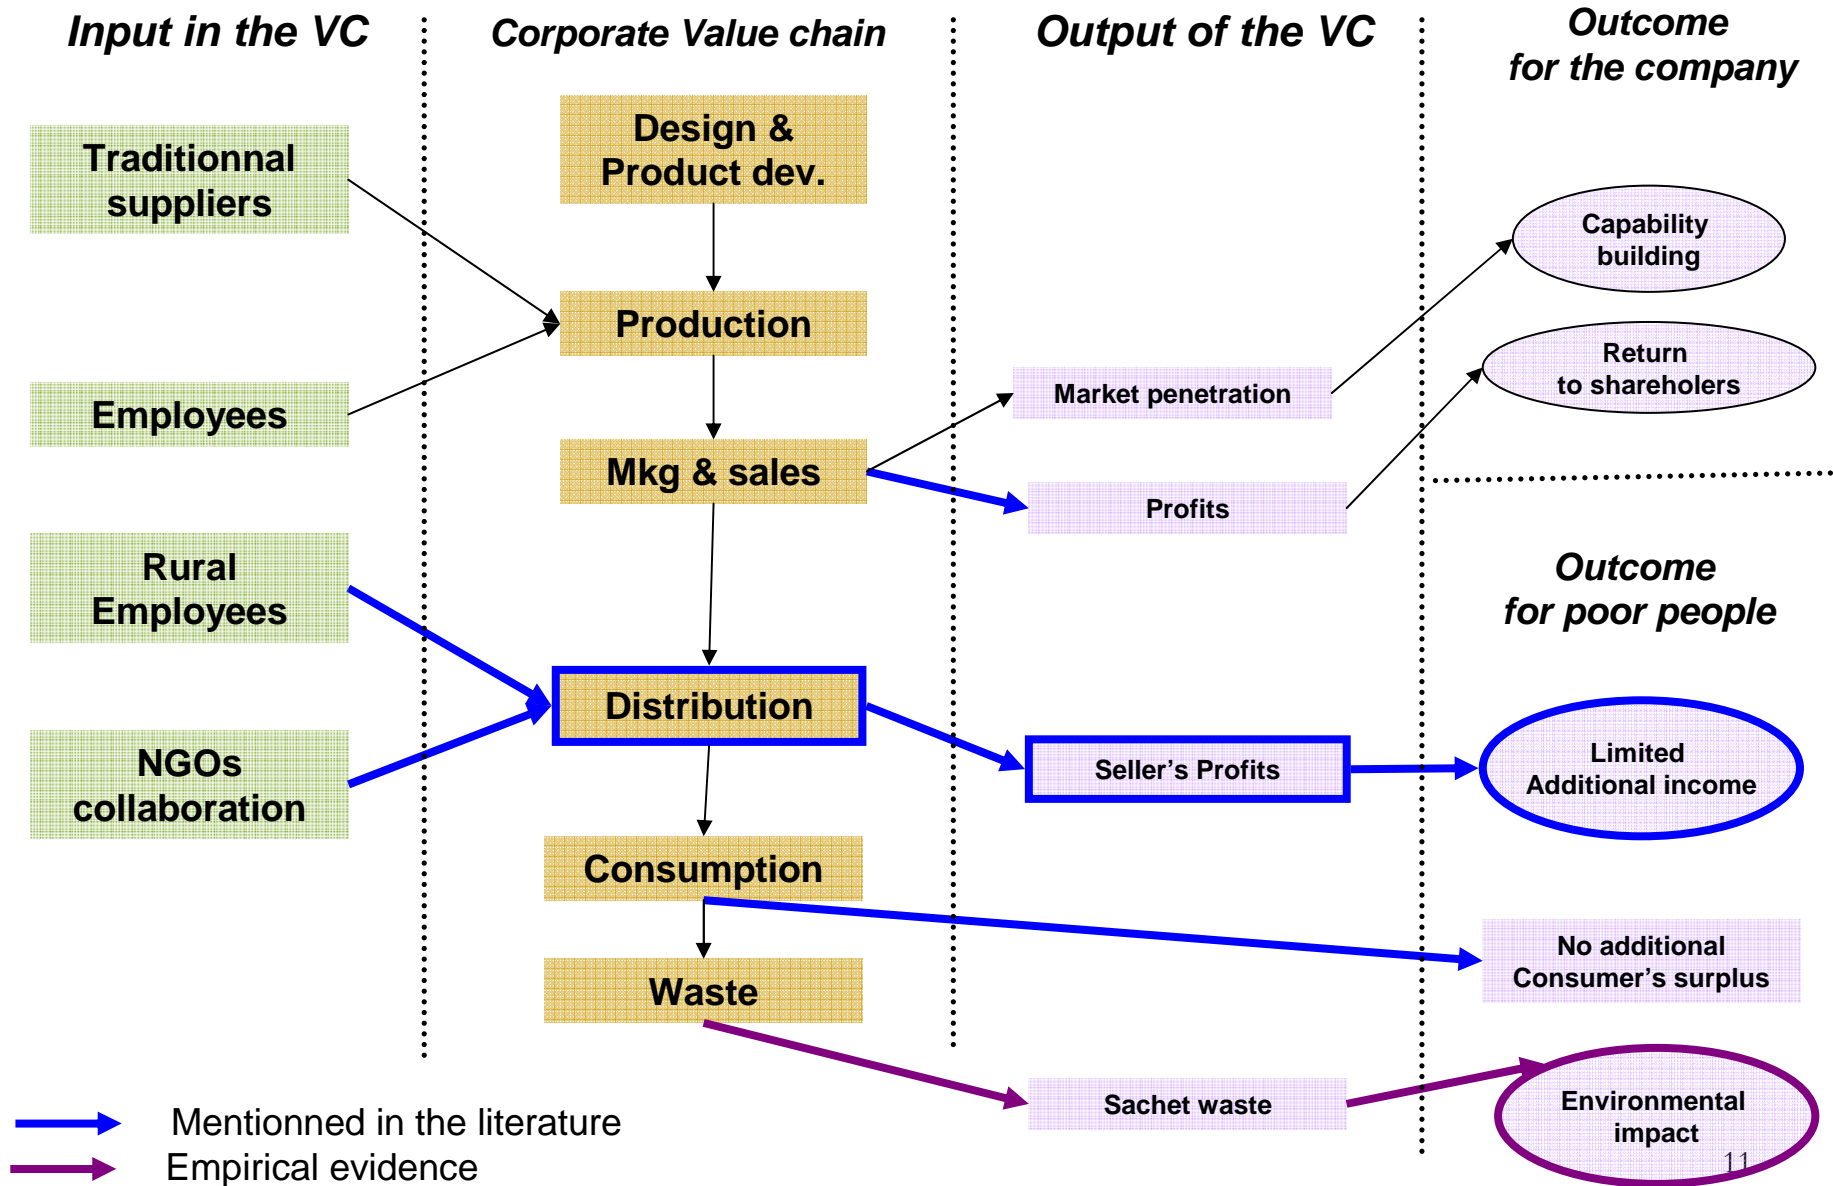 Input in the VC
Corporate Value chain
Output of the VC
Outcome
for the company
Traditionnal
suppliers
Employees
Rural
Employees
NGOs
collaboration
Design &
Product dev.
Production
Mkg & sales
Distribution
Consumption
Waste
Market penetration
Profits
Seller's Profits
Sachet waste
Capability
building
Return
to shareholers
Outcome
for poor people
Limited
Additional income
No additional
Consumer's surplus
Environmental
impact
Mentionned in the literature
Empirical evidence
11